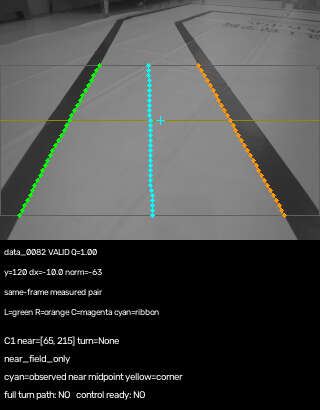 data_0082 VALID Q=1.00
y=120 dx=-10.0 norm=-63
same-frame measured pair
L=green R=orange C=magenta cyan=ribbon
C1 near=[65, 215] turn=None
near_field_only
cyan=observed near midpoint yellow=corner
full turn path: NO control ready: NO